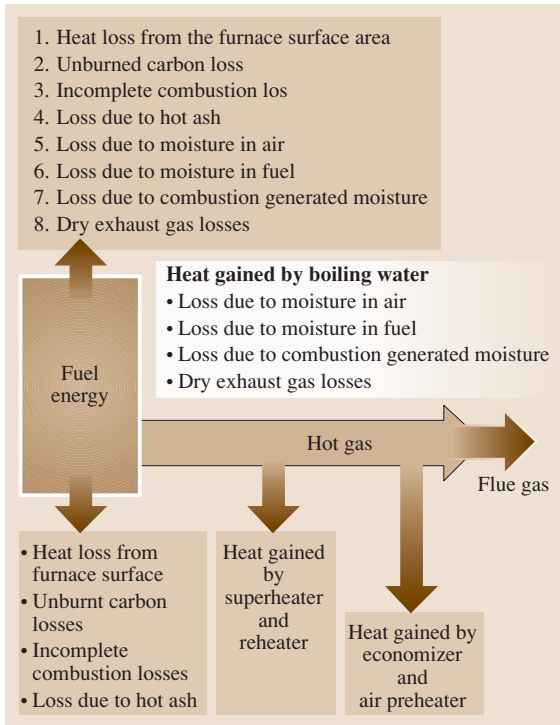 1. Heat loss from the furnace surface area
2. Unburned carbon loss
3. Incomplete combustion los
4. Loss due to hot ash
5. Loss due to moisture in air
6. Loss due to moisture in fuel
7. Loss due to combustion generated moisture
8. Dry exhaust gas losses
Heat gained by boiling water
• Loss due to moisture in air
• Loss due to moisture in fuel
• Loss due to combustion generated moisture
• Dry exhaust gas losses
Fuel
energy
Hot gas
Flue gas
• Heat loss from
furnace surface
• Unburnt carbon
losses
• Incomplete
combustion losses
• Loss due to hot ash
Heat gained
by
superheater
and
reheater
Heat gained by
economizer
and
air preheater